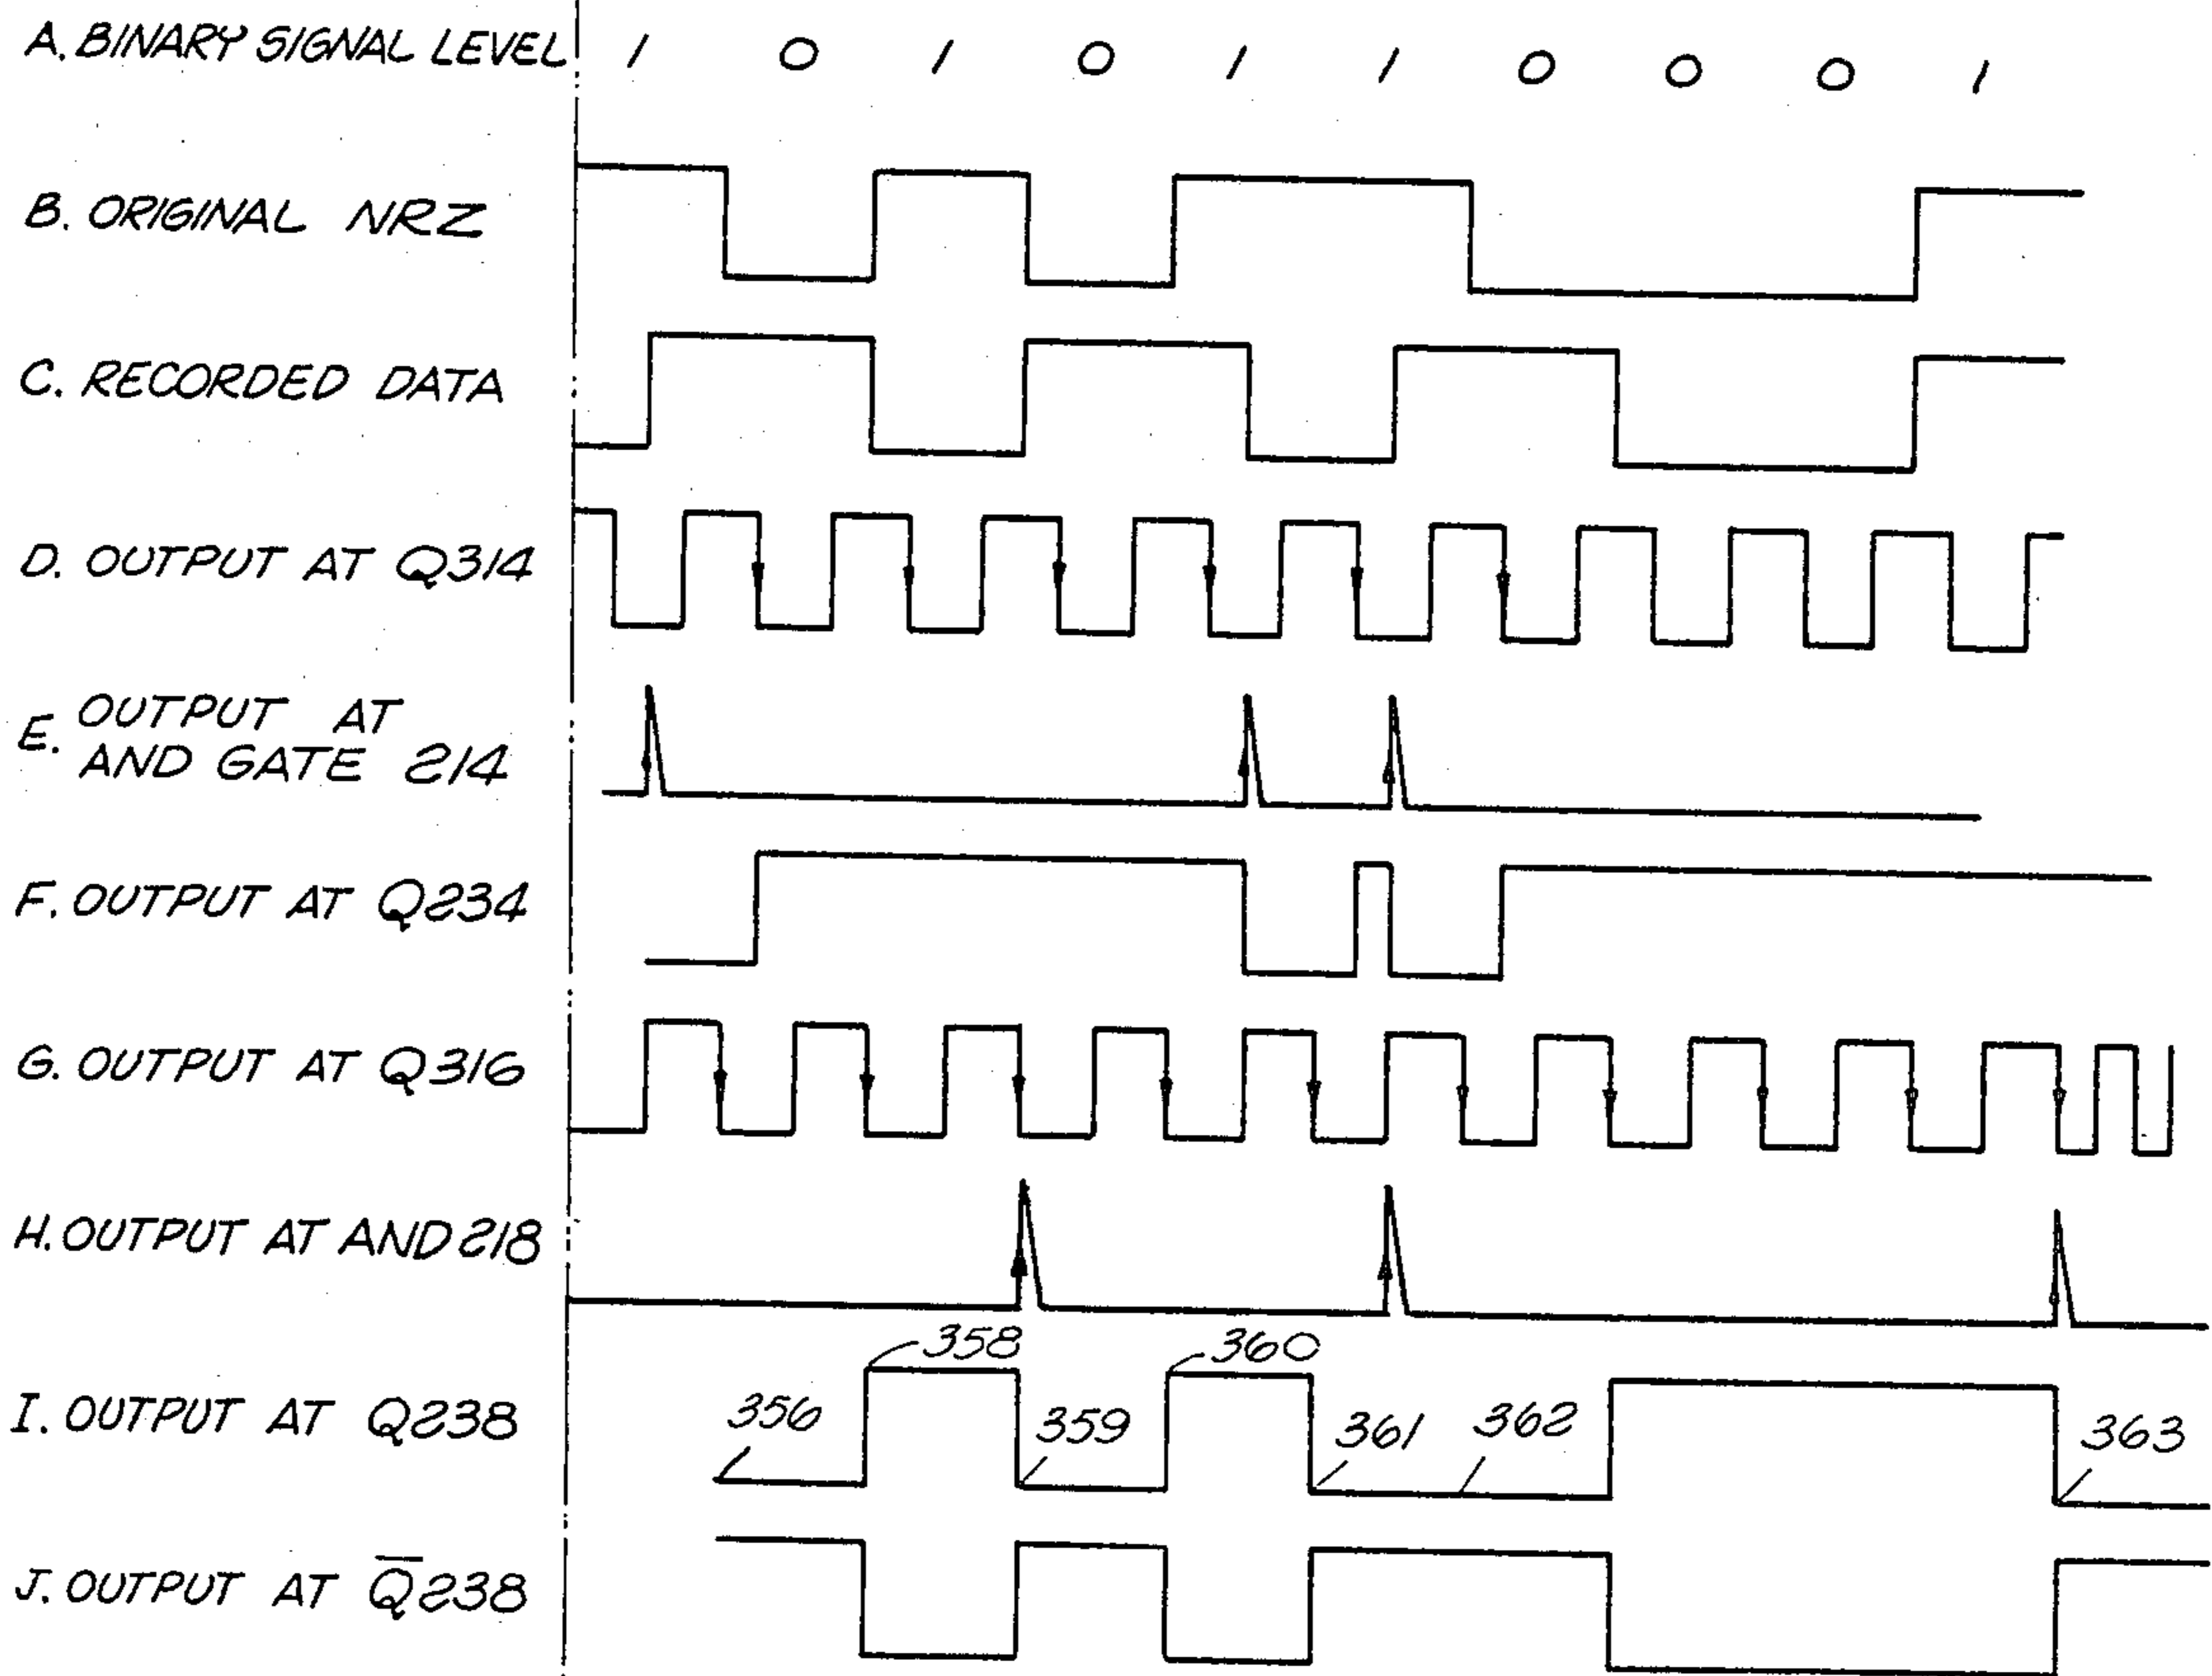 A. BINARY SIGNAL LEVEL 1 0 1 0 1 1 0 0 0 1
B. ORIGINAL NRZ
C. RECORDED DATA
D. OUTPUT AT Q314
E. OUTPUT AT
AND GATE 214
F. OUTPUT AT Q234
G. OUTPUT AT Q316
H. OUTPUT AT AND 218
358 360
I. OUTPUT AT Q238 356 359 361 362 363
J. OUTPUT AT Q̅238